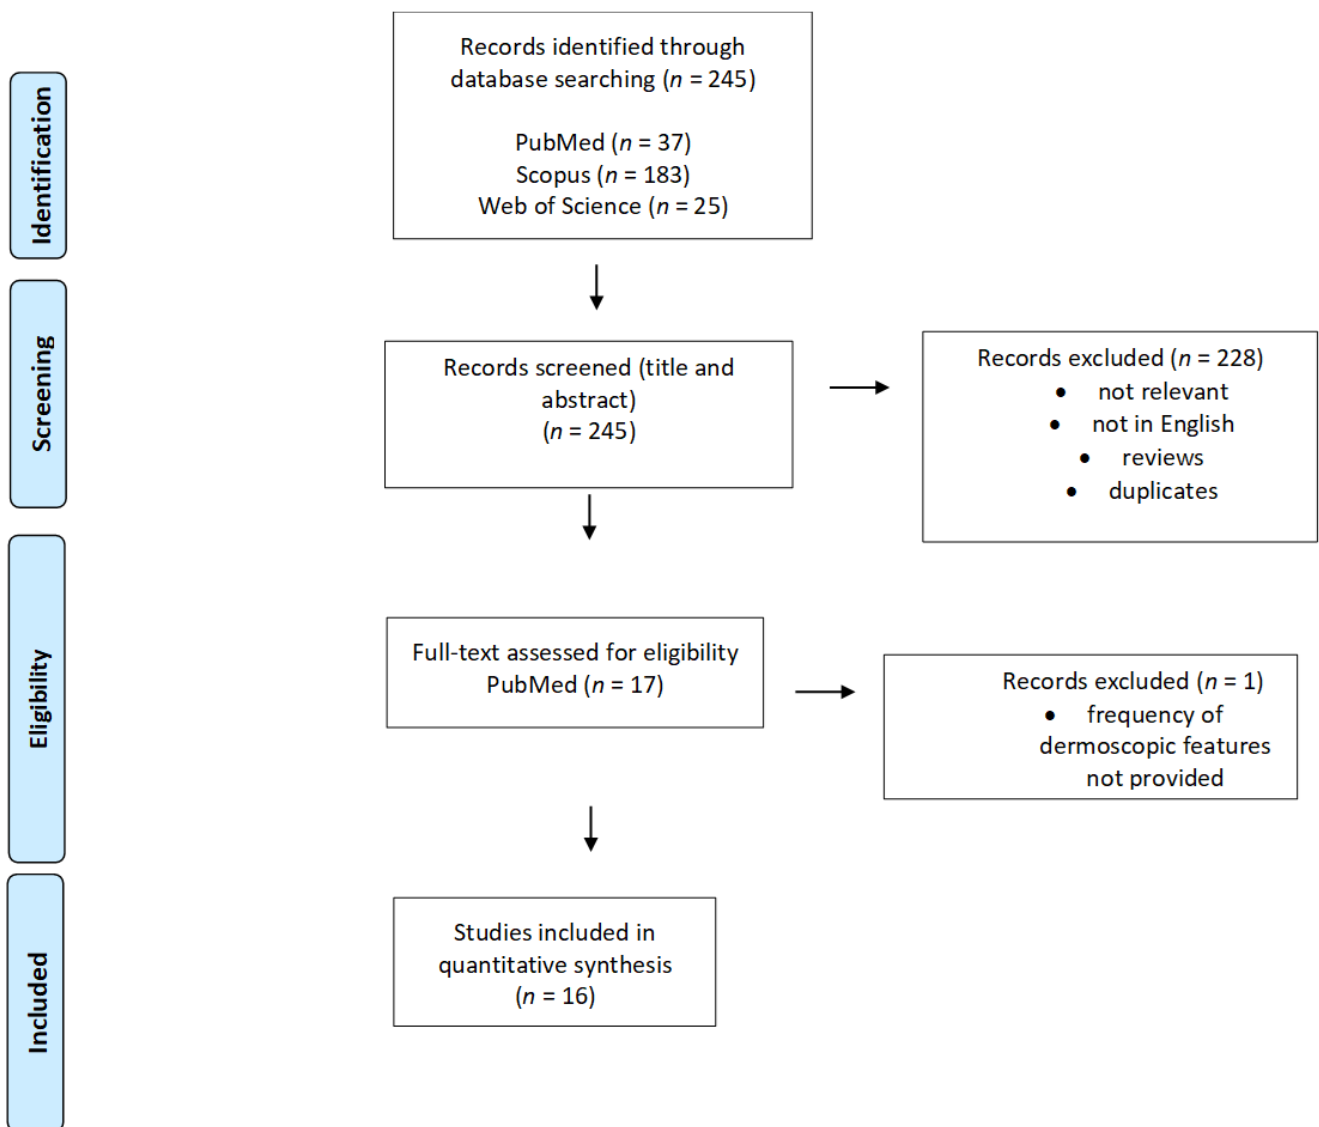 Identification
Records identified through
database searching (n = 245)
PubMed (n = 37)
Scopus (n = 183)
Web of Science (n = 25)
Screening
Records screened (title and
abstract)
(n = 245)
Records excluded (n = 228)
• not relevant
• not in English
• reviews
• duplicates
Eligibility
Full-text assessed for eligibility
PubMed (n = 17)
Records excluded (n = 1)
• frequency of
dermoscopic features
not provided
Included
Studies included in
quantitative synthesis
(n = 16)